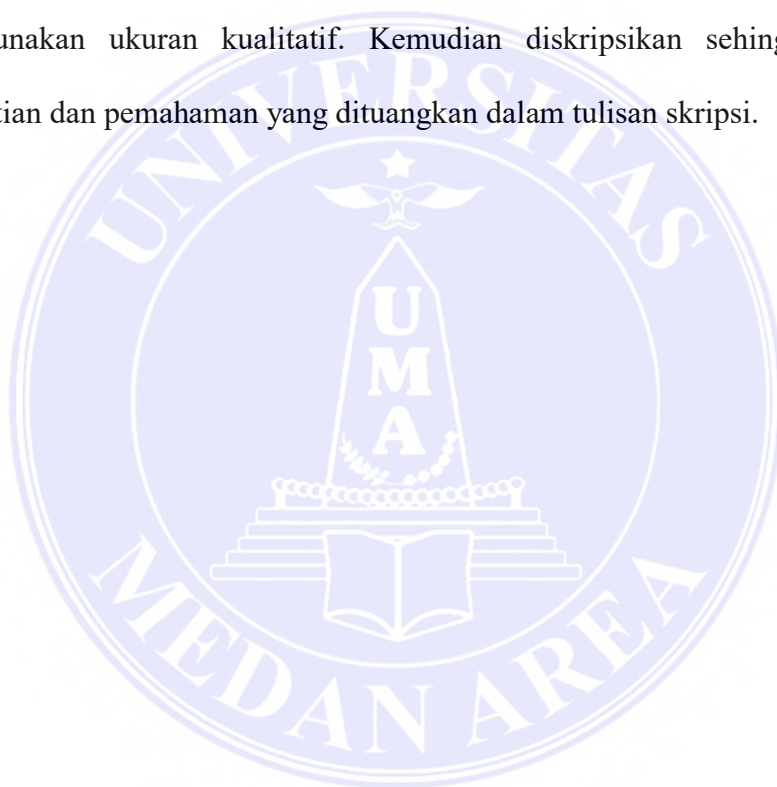 unakan ukuran kualitatif. Kemudian diskripsikan sehing
tian dan pemahaman yang dituangkan dalam tulisan skripsi.
UNIVERSITAS
U
M
A
MEDAN AREA